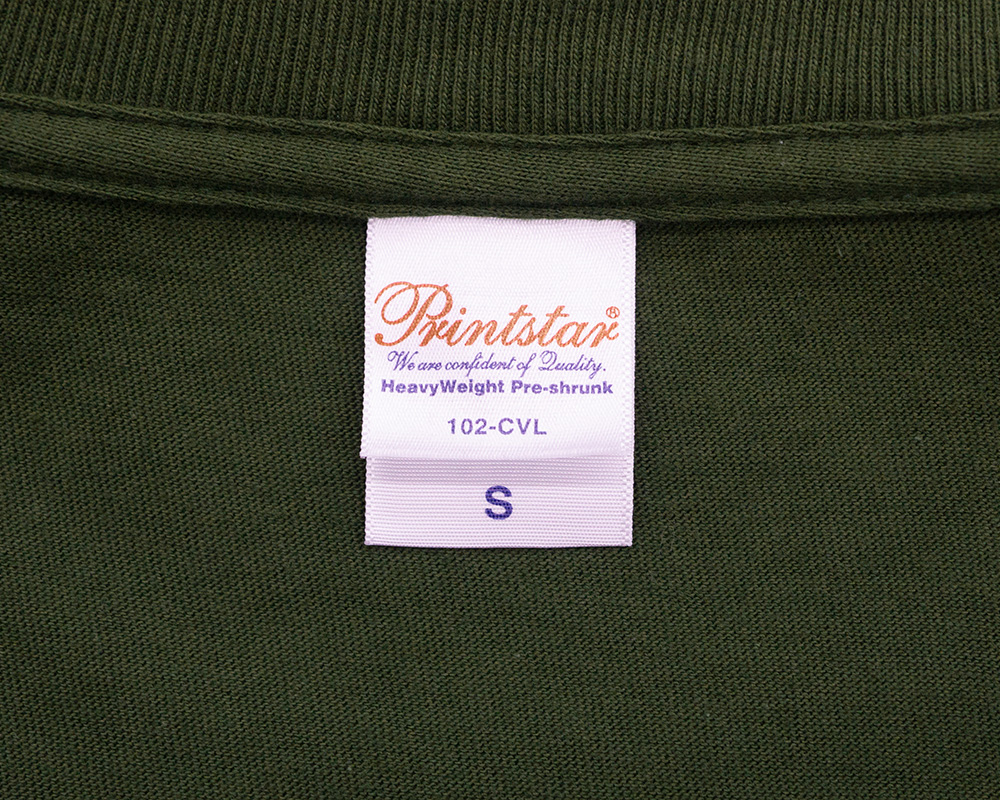 Printstar®
We are confident of Quality.
HeavyWeight Pre-shrunk
102-CVL
S